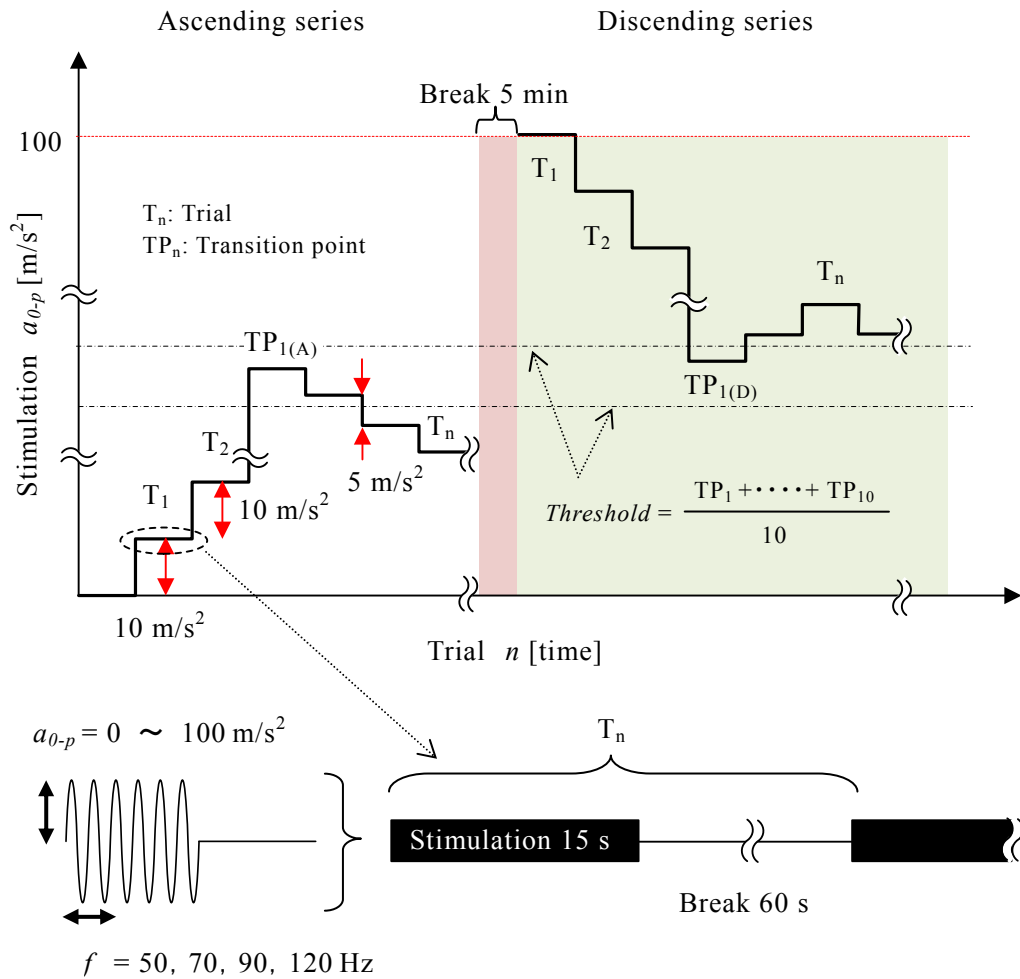 Ascending series
Discending series
Break 5 min
100
T1
Tn: Trial
TPn: Transition point
T2
Tn
Stimulation a0-p [m/s²]
TP1(A)
TP1(D)
T2
Tn
5 m/s²
T1
10 m/s²
Threshold = TP1 +‥‥+ TP10
10
10 m/s²
Trial n [time]
a0-p = 0 ～ 100 m/s²
Tn
Stimulation 15 s
Break 60 s
f = 50, 70, 90, 120 Hz